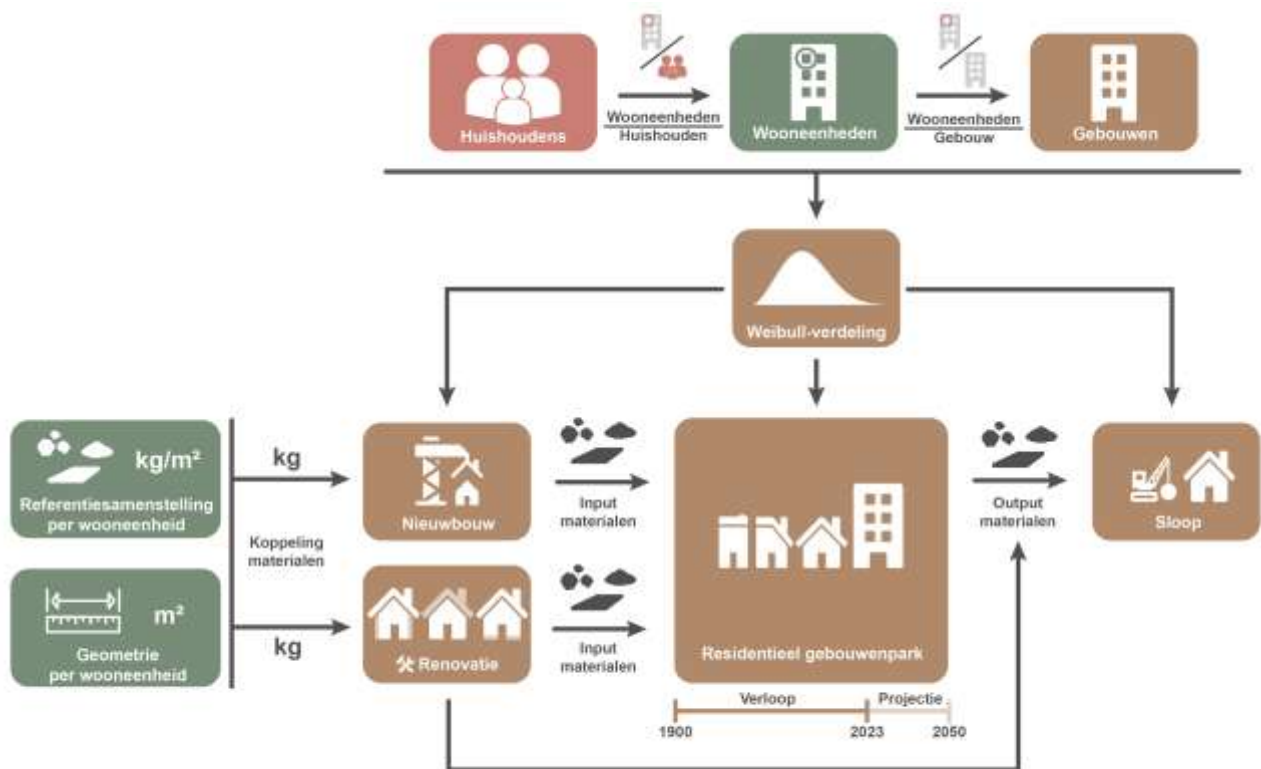 Huishoudens
Wooneenheden
Huishouden
Wooneenheden
Wooneenheden
Gebouw
Gebouwen
Weibull-verdeling
kg/m²
Referentiesamenstelling
per wooneenheid
m²
Geometrie
per wooneenheid
kg
Koppeling
materialen
kg
Nieuwbouw
Renovatie
Input
materialen
Input
materialen
Residentieel gebouwenpark
Output
materialen
Sloop
Verloop
Projectie
1900
2023
2050